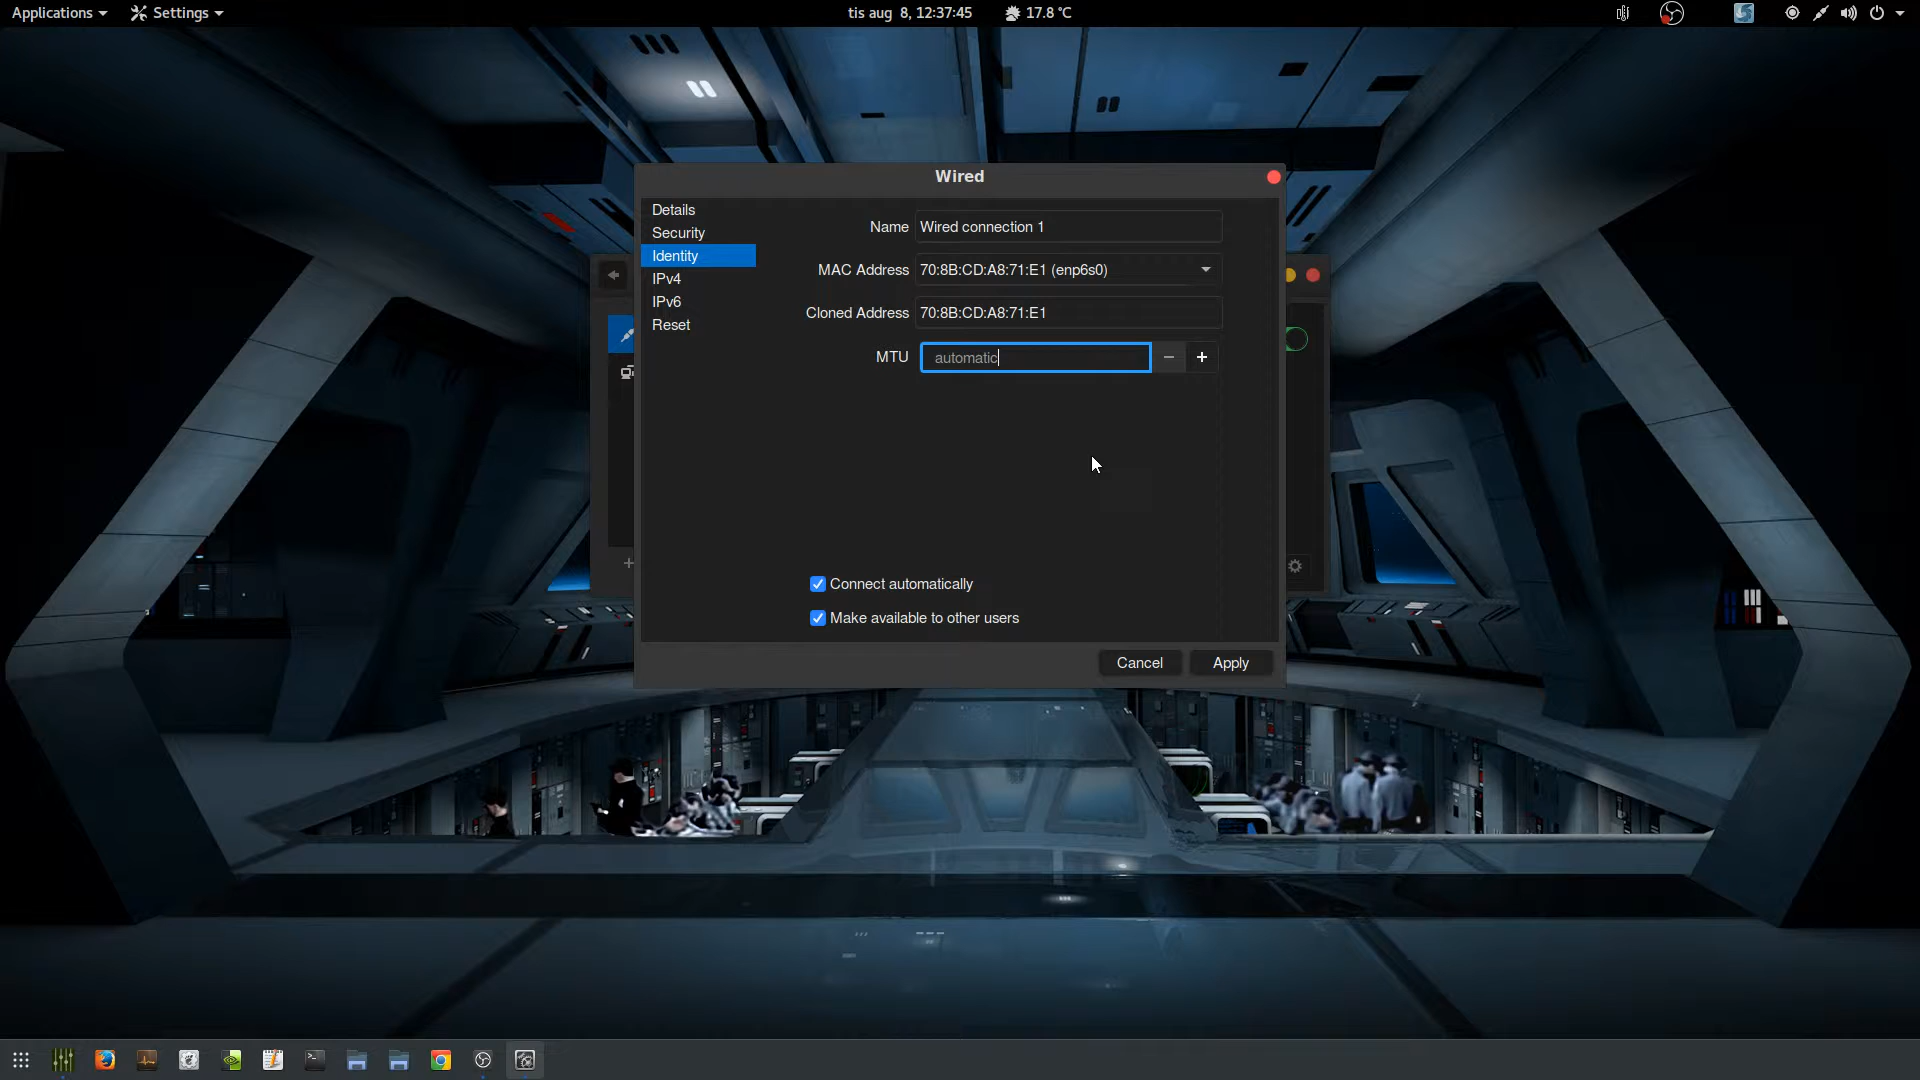 Applications Settings tis aug 8, 12:37:45 17.8 °C
Wired
Details
Security
Identity
IPv4
IPv6
Reset
Name Wired connection 1
MAC Address 70:8B:CD:A8:71:E1 (enp6s0)
Cloned Address 70:8B:CD:A8:71:E1
MTU automatic − +
Connect automatically
Make available to other users
Cancel Apply